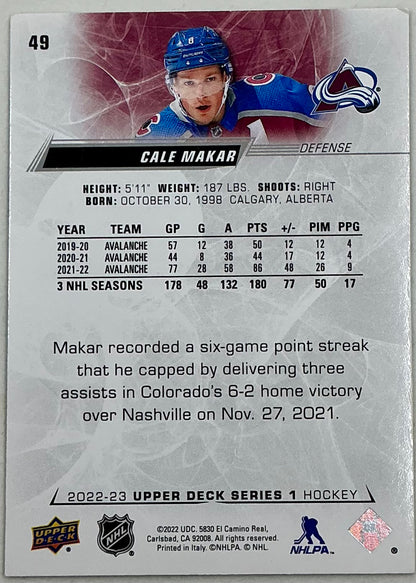 49
CALE MAKAR
DEFENSE
HEIGHT: 5'11" WEIGHT: 187 LBS. SHOOTS: RIGHT
BORN: OCTOBER 30, 1998 CALGARY, ALBERTA
YEAR TEAM GP G A PTS +/- PIM PPG
2019-20 AVALANCHE 57 12 38 50 12 12 4
2020-21 AVALANCHE 44 8 36 44 17 12 4
2021-22 AVALANCHE 77 28 58 86 48 26 9
3 NHL SEASONS 178 48 132 180 77 50 17
Makar recorded a six-game point streak
that he capped by delivering three
assists in Colorado's 6-2 home victory
over Nashville on Nov. 27, 2021.
2022-23 UPPER DECK SERIES 1 HOCKEY
UPPER DECK
NHL
©2022 UDC. 5830 El Camino Real,
Carlsbad, CA 92008. All rights reserved.
Printed in Italy. ©NHLPA. © NHL.
NHLPA
®